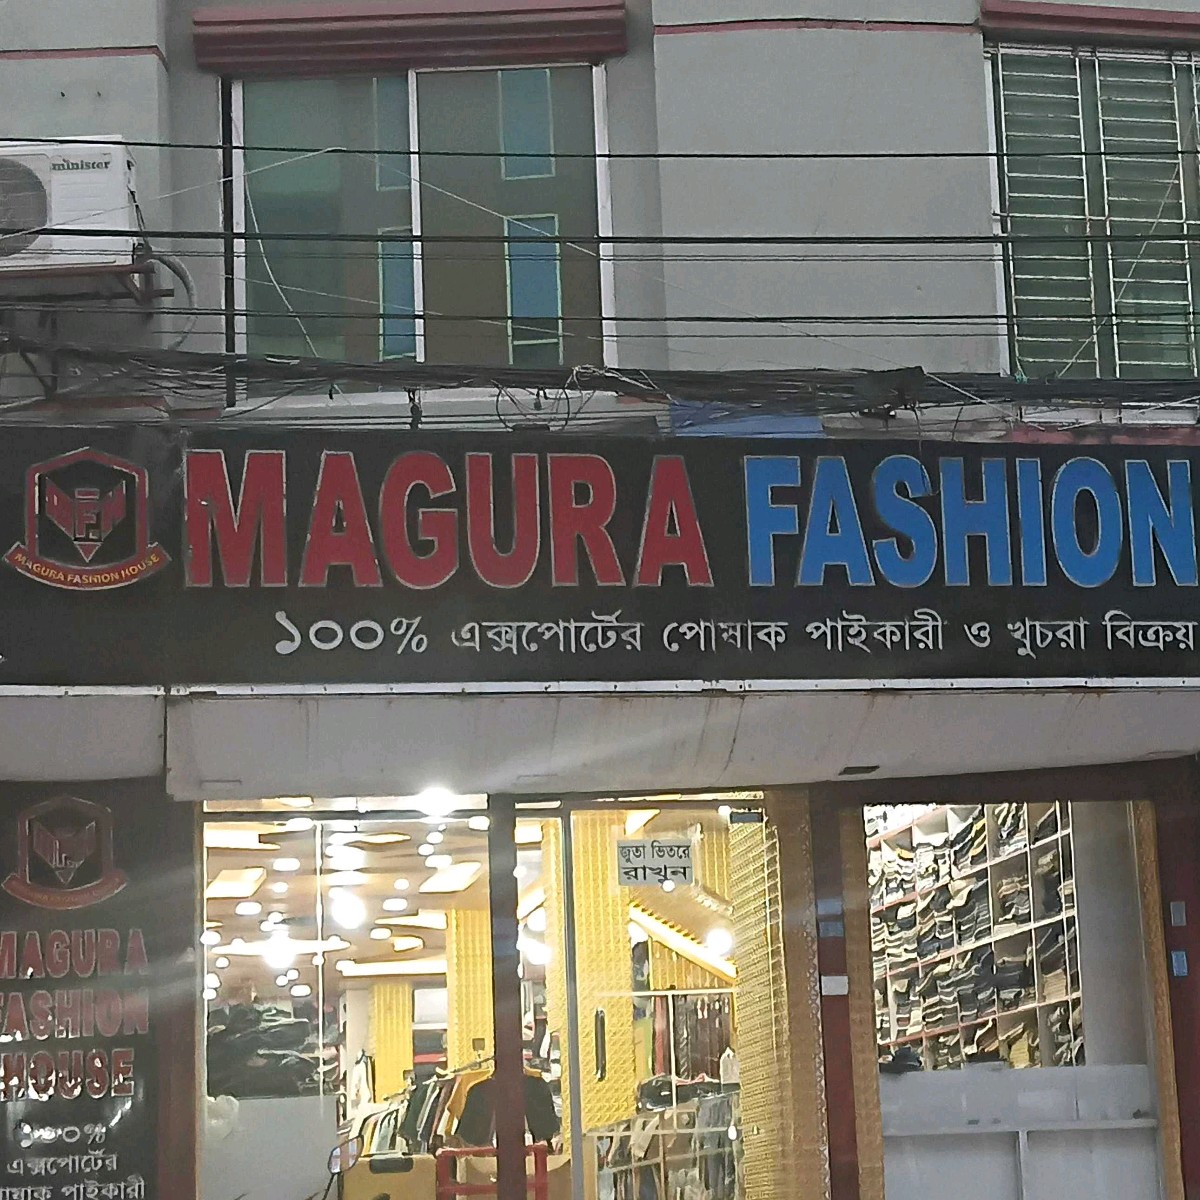 minister
MAGURA FASHION
MFH
MAGURA FASHION HOUSE
১০০% এক্সপোর্টের পোষাক পাইকারী ও খুচরা বিক্রয়
জুতা ভিতরে
রাখুন
MAGURA
FASHION
HOUSE
১০০%
এক্সপোর্টের
পোষাক পাইকারী